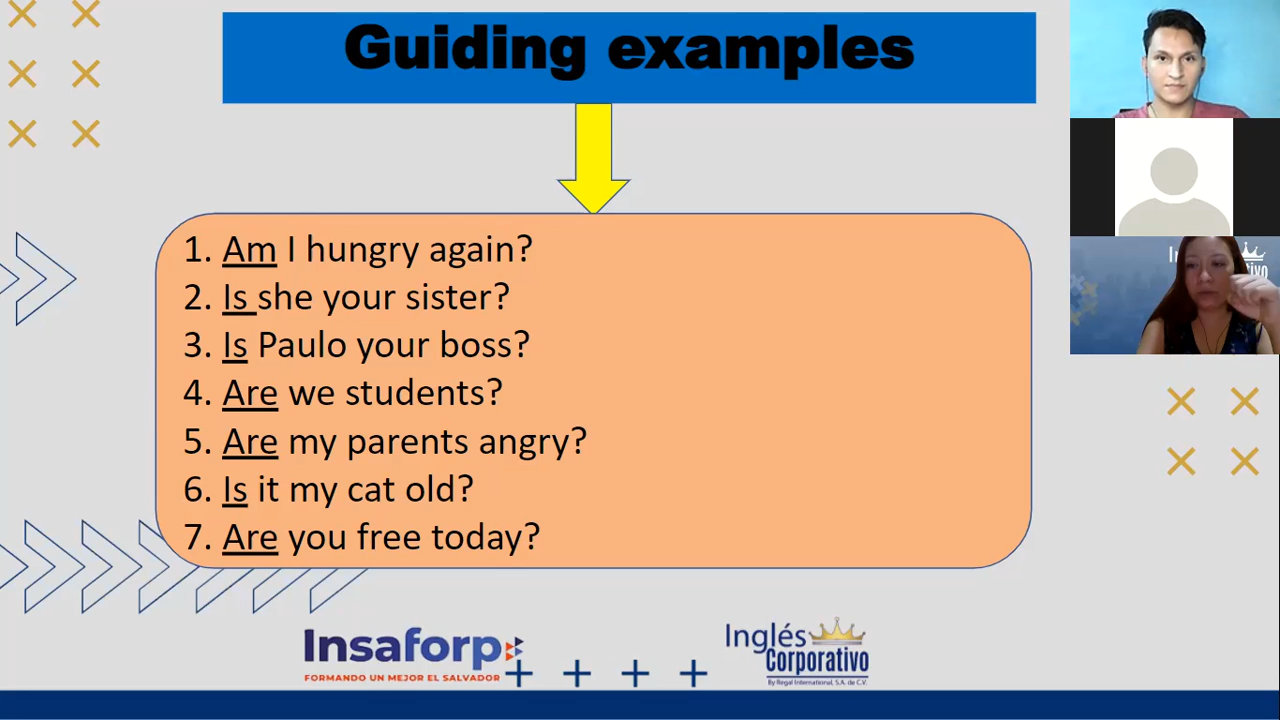 Guiding examples
1. Am I hungry again?
2. Is she your sister?
3. Is Paulo your boss?
4. Are we students?
5. Are my parents angry?
6. Is it my cat old?
7. Are you free today?
Insaforp
FORMANDO UN MEJOR EL SALVADOR
Inglés
Corporativo
By Regal International, S.A. de C.V.